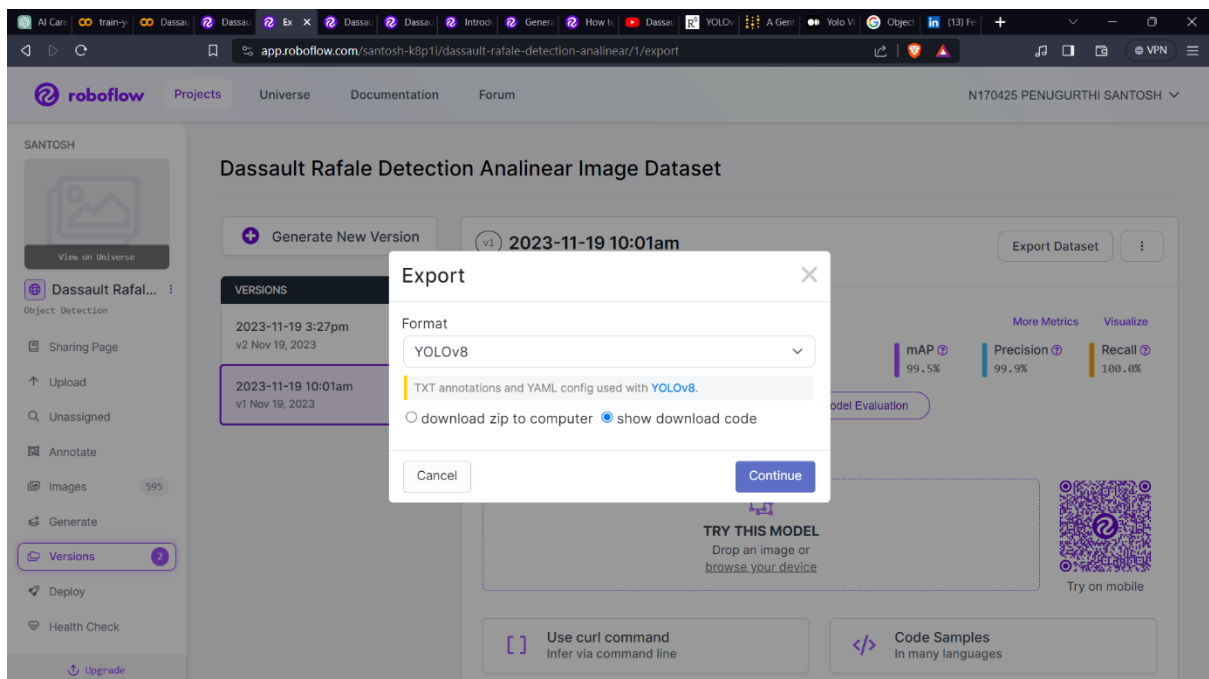 AI Care
train-y
Dassau
Dassau
Ex
Dassau
Dassau
Introdu
Genera
How to
Dassau
YOLOv
A Gent
Yolo V
Object
(13) Fe
app.roboflow.com/santosh-k8p1i/dassault-rafale-detection-analinear/1/export
VPN
roboflow
Projects
Universe
Documentation
Forum
N170425 PENUGURTHI SANTOSH
SANTOSH
View on Universe
Dassault Rafal...
Object Detection
Sharing Page
Upload
Unassigned
Annotate
Images 595
Generate
Versions 2
Deploy
Health Check
Upgrade
Dassault Rafale Detection Analinear Image Dataset
Generate New Version
VERSIONS
2023-11-19 3:27pm
v2 Nov 19, 2023
2023-11-19 10:01am
v1 Nov 19, 2023
v1 2023-11-19 10:01am
Export Dataset
More Metrics Visualize
mAP
99.5%
Precision
99.9%
Recall
100.0%
odel Evaluation
Export
Format
YOLOv8
TXT annotations and YAML config used with YOLOv8.
download zip to computer show download code
Cancel
Continue
TRY THIS MODEL
Drop an image or
browse your device
Try on mobile
Use curl command
Infer via command line
Code Samples
In many languages